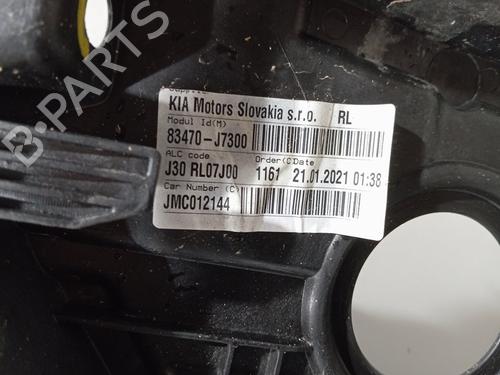 KIA Motors Slovakia s.r.o. RL
Modul Id(M)
83470-J7300
ALC code Order(C)Date
J30 RL07J00 1161 21.01.2021 01:38
Car Number (C)
JMC012144
B-PARTS